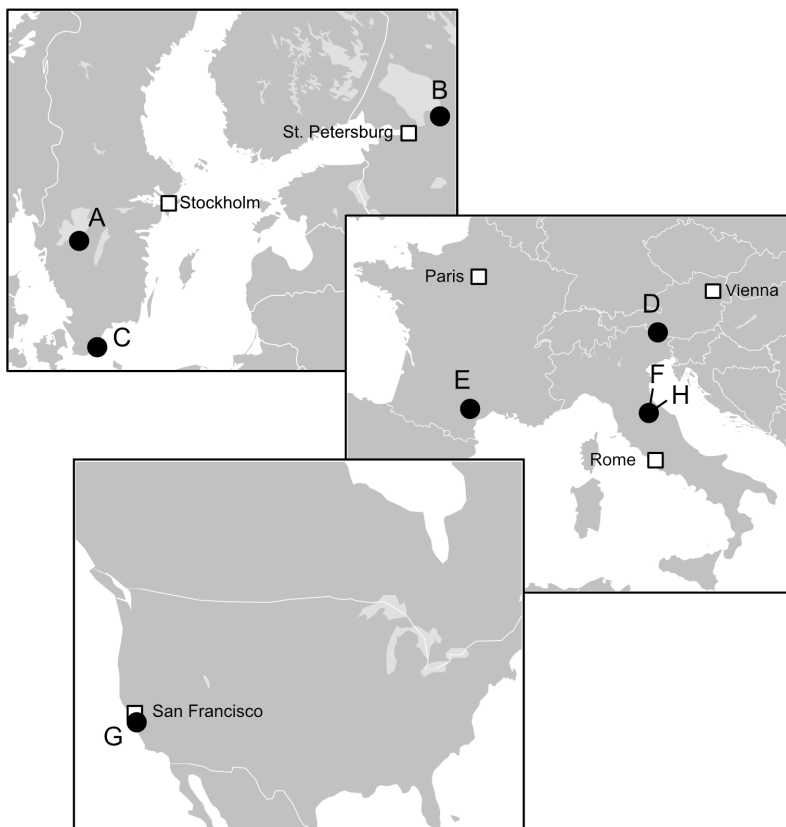 B
St. Petersburg
Stockholm
A
C
Paris
Vienna
D
E
F
H
Rome
San Francisco
G